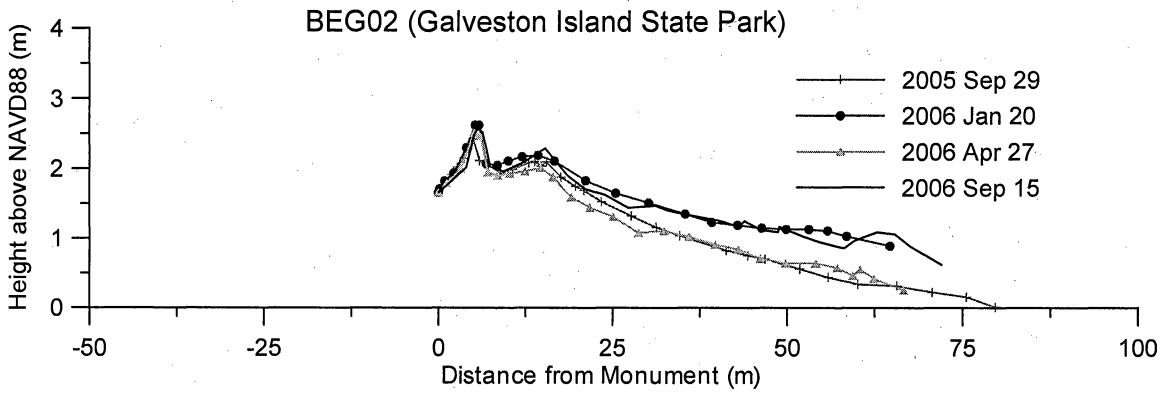 BEG02 (Galveston Island State Park)
Height above NAVD88 (m)
4
3
2
1
0
2005 Sep 29
2006 Jan 20
2006 Apr 27
2006 Sep 15
-50 -25 0 25 50 75 100
Distance from Monument (m)